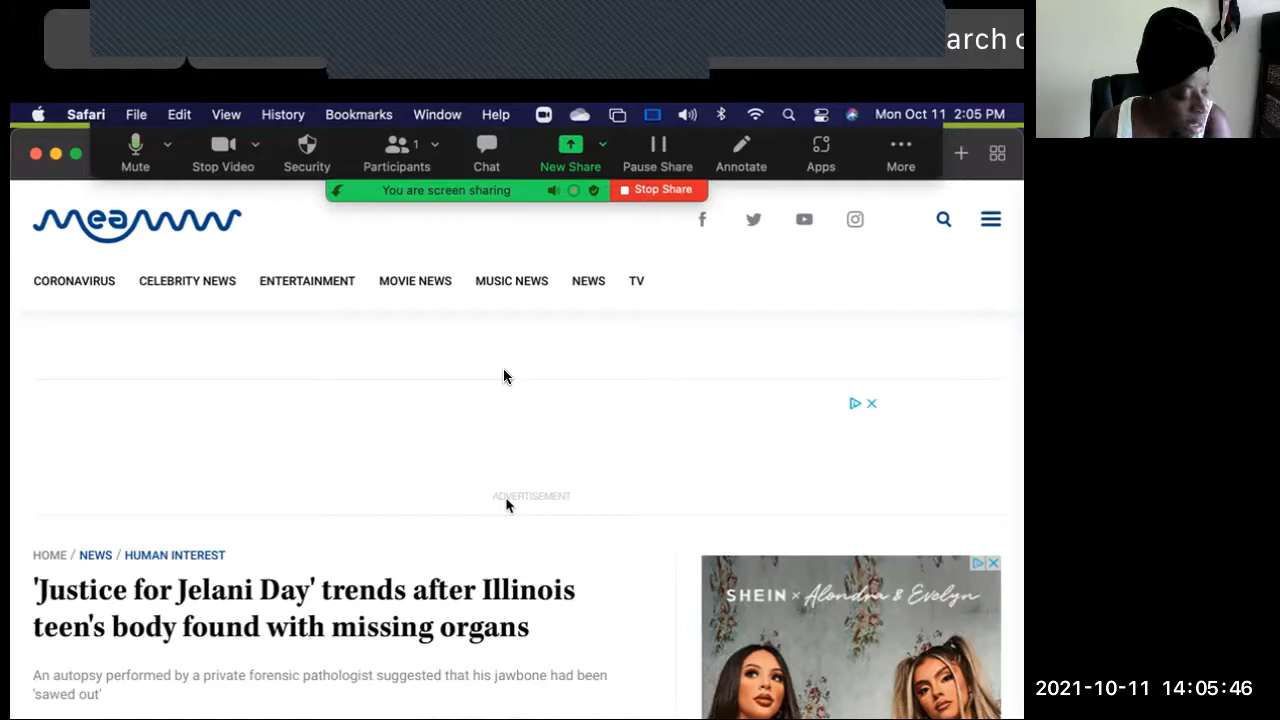 arch o
Safari File Edit View History Bookmarks Window Help Mon Oct 11 2:05 PM
Mute Stop Video Security Participants 1 Chat New Share Pause Share Annotate Apps More
You are screen sharing Stop Share
meaww
CORONAVIRUS CELEBRITY NEWS ENTERTAINMENT MOVIE NEWS MUSIC NEWS NEWS TV
ADVERTISEMENT
HOME / NEWS / HUMAN INTEREST
'Justice for Jelani Day' trends after Illinois
teen's body found with missing organs
An autopsy performed by a private forensic pathologist suggested that his jawbone had been
'sawed out'
SHEIN × Alondra & Evelyn
2021-10-11 14:05:46